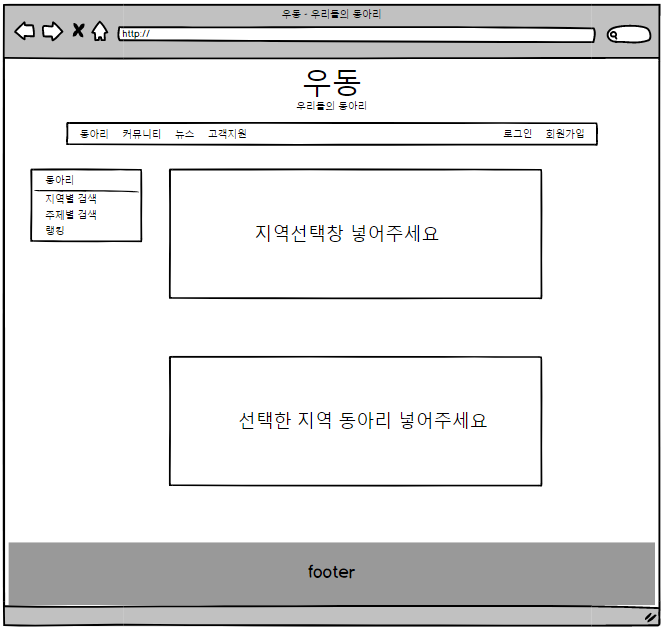 우동 - 우리들의 동아리
http://
우동
우리들의 동아리
동아리 커뮤니티 뉴스 고객지원 로그인 회원가입
동아리
지역별 검색
주제별 검색
랭킹
지역선택창 넣어주세요
선택한 지역 동아리 넣어주세요
footer